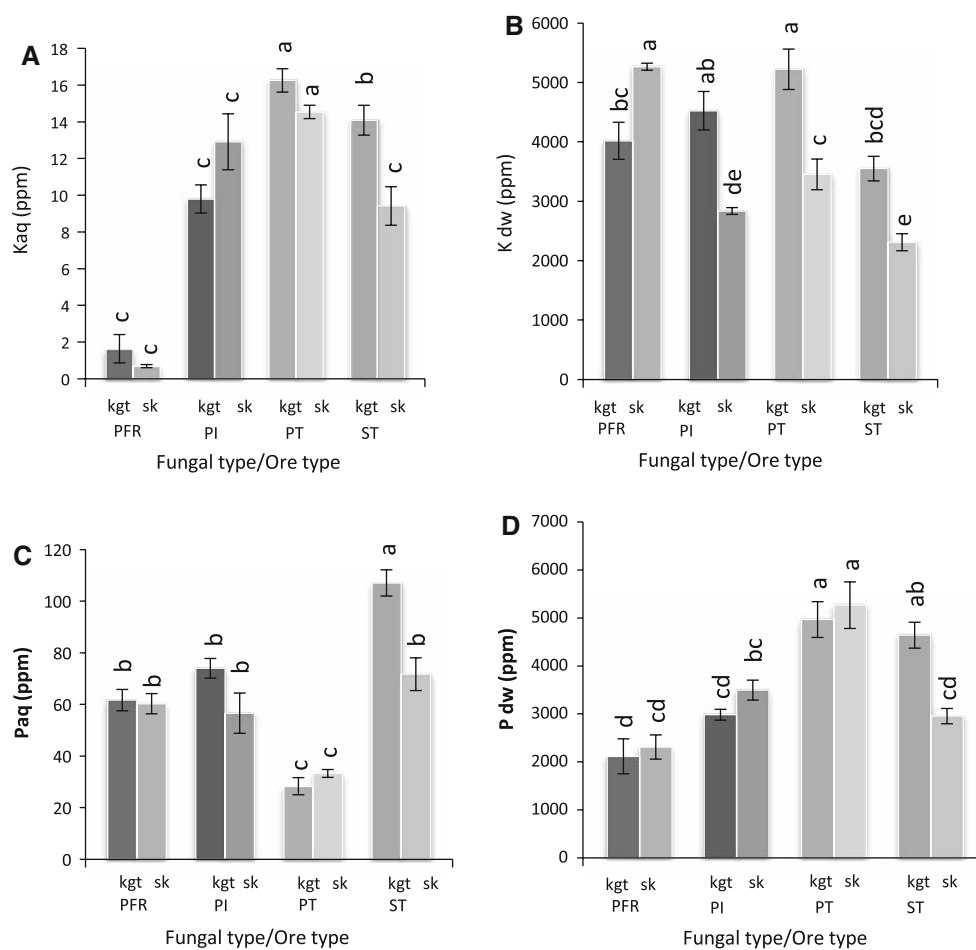 A
18
16
14
12
10
8
6
4
2
0
Kaq (ppm)
c c c c a a b c
kgt sk kgt sk kgt sk kgt sk
PFR PI PT ST
Fungal type/Ore type
B
6000
5000
4000
3000
2000
1000
0
K dw (ppm)
bc a ab de a c bcd e
kgt sk kgt sk kgt sk kgt sk
PFR PI PT ST
Fungal type/Ore type
C
120
100
80
60
40
20
0
Paq (ppm)
b b b b c c a b
kgt sk kgt sk kgt sk kgt sk
PFR PI PT ST
Fungal type/Ore type
D
7000
6000
5000
4000
3000
2000
1000
0
P dw (ppm)
d cd cd bc a a ab cd
kgt sk kgt sk kgt sk kgt sk
PFR PI PT ST
Fungal type/Ore type